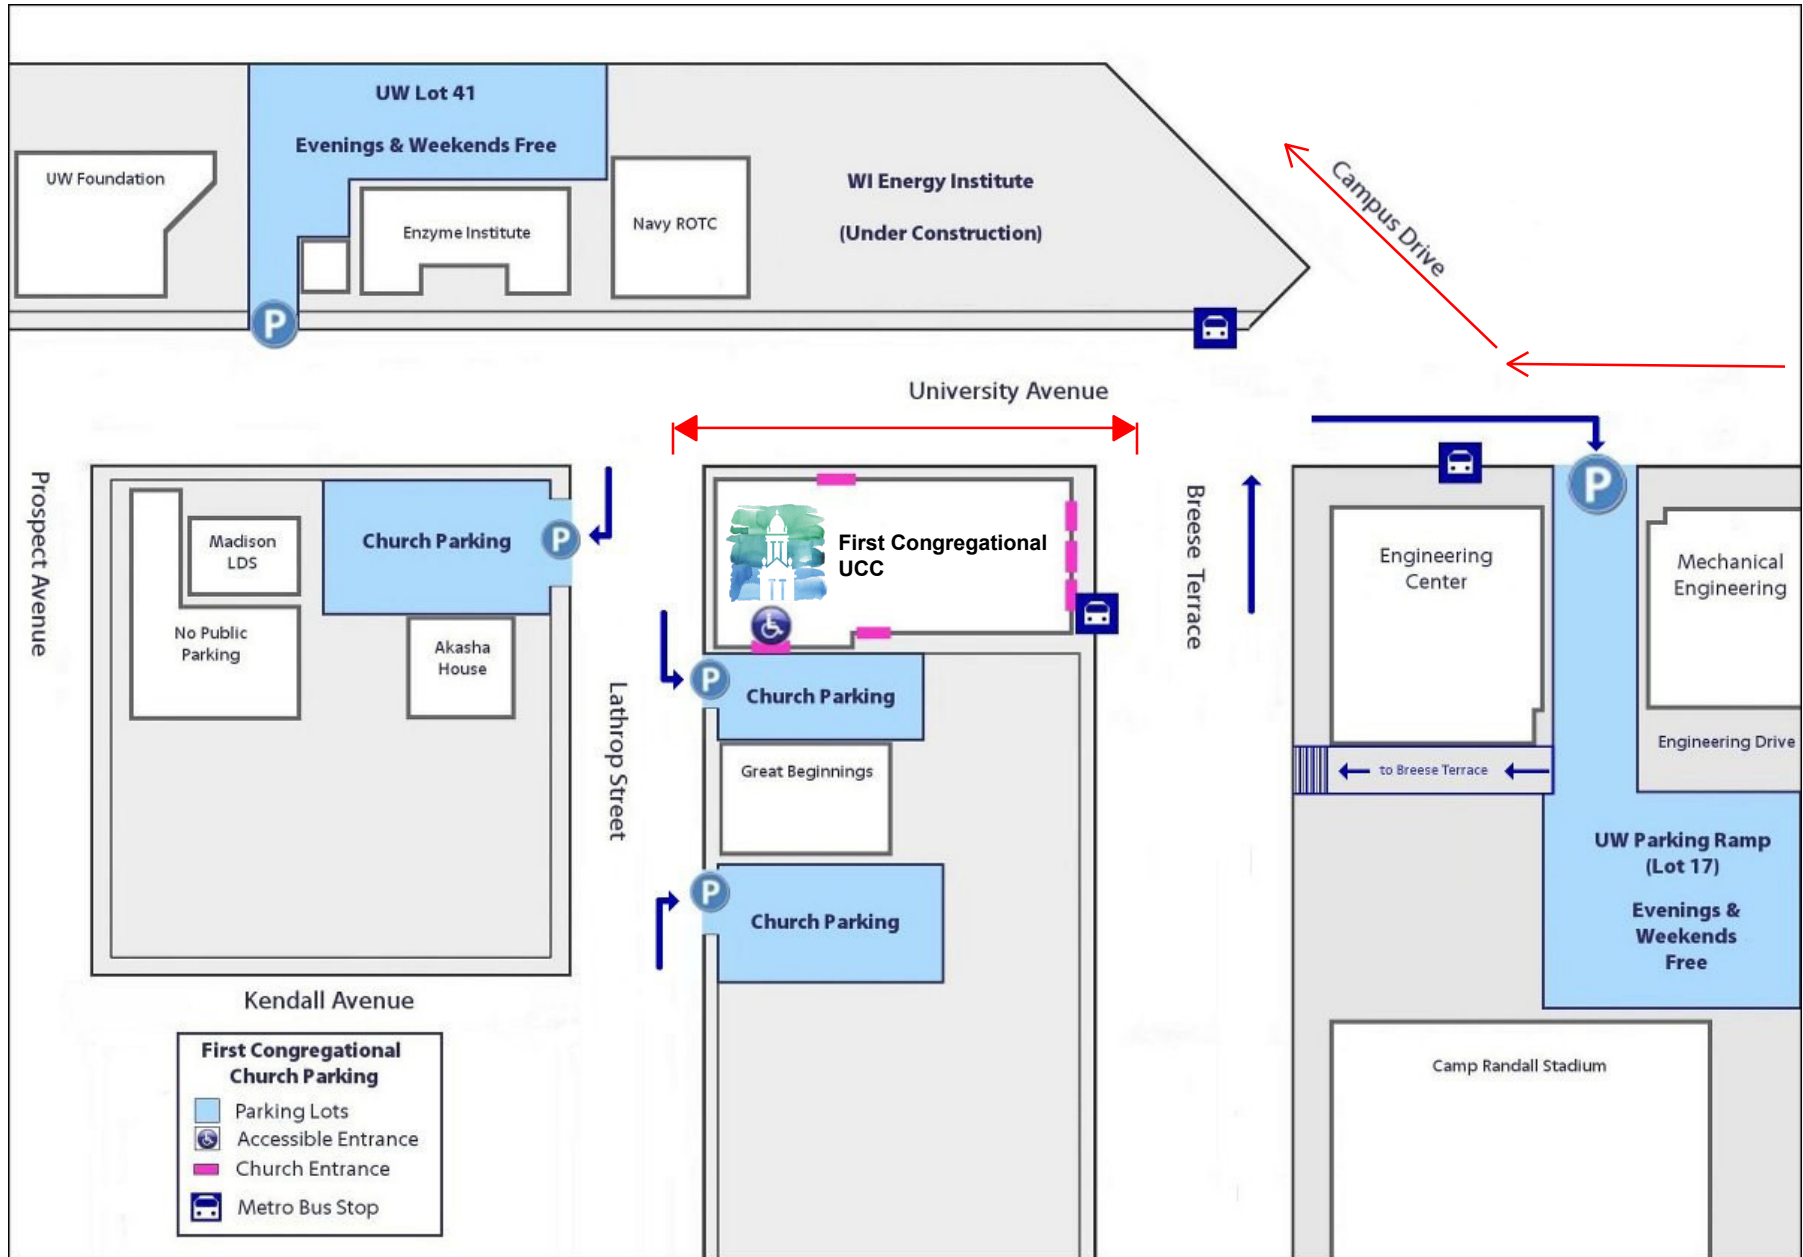 UW Lot 41
Evenings & Weekends Free
UW Foundation
Enzyme Institute
Navy ROTC
WI Energy Institute
(Under Construction)
Campus Drive
P
University Avenue
Prospect Avenue
Madison
LDS
No Public
Parking
Church Parking
P
Akasha
House
Kendall Avenue
Lathrop Street
First Congregational
UCC
P
Church Parking
Great Beginnings
P
Church Parking
Breese Terrace
P
Engineering
Center
Mechanical
Engineering
Engineering Drive
to Breese Terrace
UW Parking Ramp
(Lot 17)
Evenings &
Weekends
Free
Camp Randall Stadium
First Congregational
Church Parking
Parking Lots
Accessible Entrance
Church Entrance
Metro Bus Stop